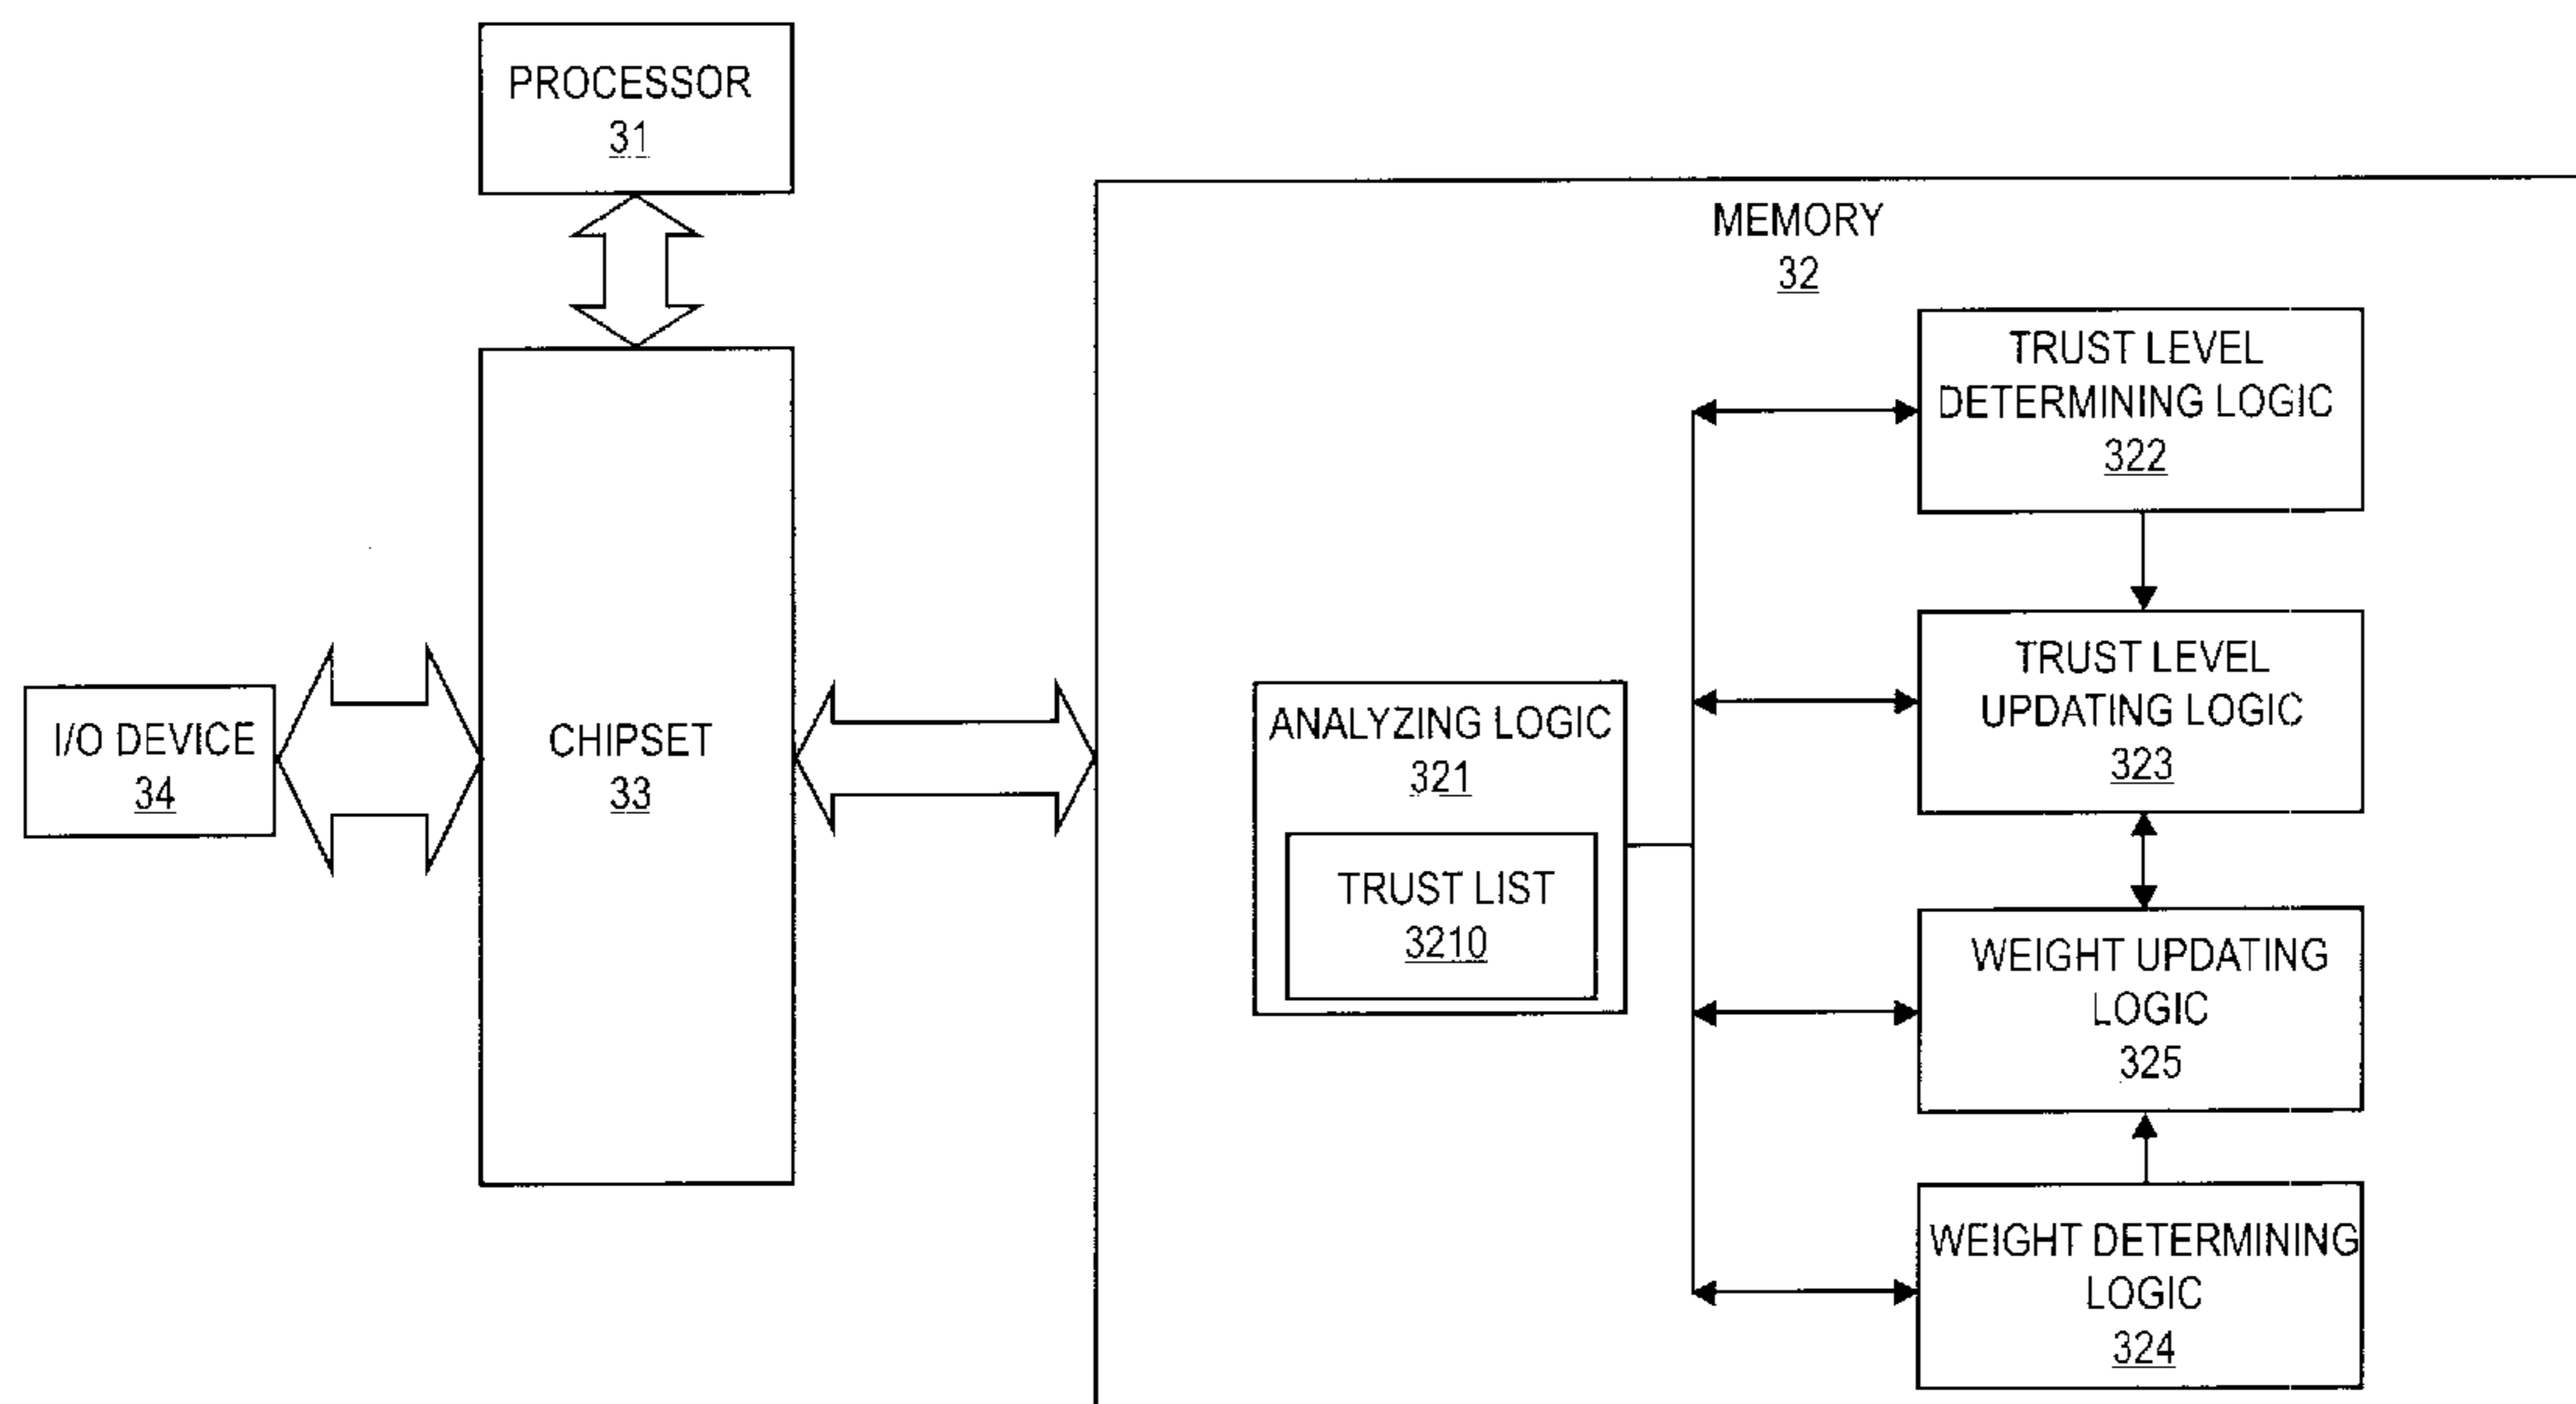 PROCESSOR
31
MEMORY
32
TRUST LEVEL
DETERMINING LOGIC
322
TRUST LEVEL
UPDATING LOGIC
323
I/O DEVICE
34
CHIPSET
33
ANALYZING LOGIC
321
TRUST LIST
3210
WEIGHT UPDATING
LOGIC
325
WEIGHT DETERMINING
LOGIC
324